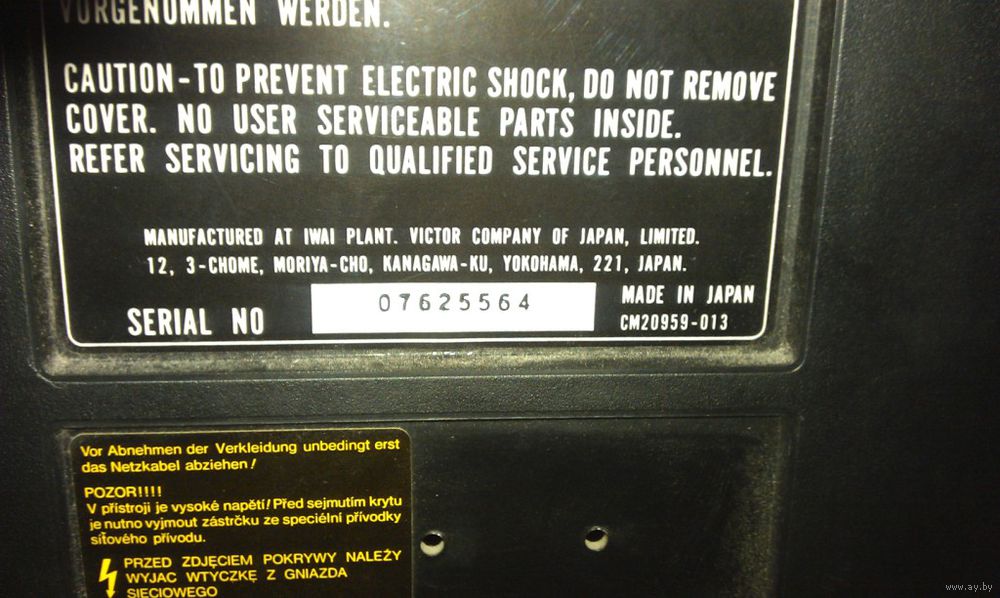 VORGENOMMEN WERDEN.
CAUTION-TO PREVENT ELECTRIC SHOCK, DO NOT REMOVE
COVER. NO USER SERVICEABLE PARTS INSIDE.
REFER SERVICING TO QUALIFIED SERVICE PERSONNEL.
MANUFACTURED AT IWAI PLANT. VICTOR COMPANY OF JAPAN, LIMITED.
12, 3-CHOME, MORIYA-CHO, KANAGAWA-KU, YOKOHAMA, 221, JAPAN.
SERIAL NO 07625564
MADE IN JAPAN
CM20959-013
Vor Abnehmen der Verkleidung unbedingt erst
das Netzkabel abziehen!
POZOR!!!!
V přístroji je vysoké napětí! Před sejmutím krytu
je nutno vyjmout zástrčku ze speciélní přívodky
síťového přívodu.
PRZED ZDJĘCIEM POKRYWY NALEŻY
WYJAC WTYCZKĘ Z GNIAZDA
SIECIOWEGO
www.ay.by